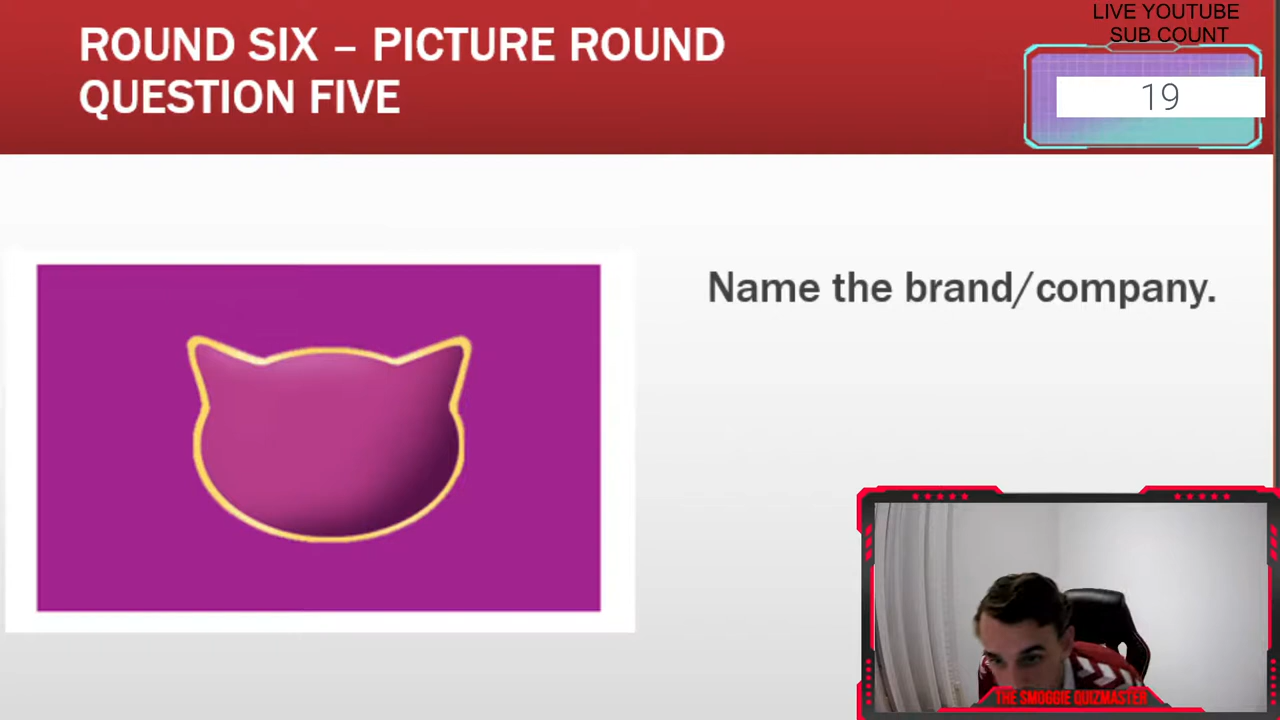 ROUND SIX – PICTURE ROUND
QUESTION FIVE
LIVE YOUTUBE
SUB COUNT
19
Name the brand/company.
THE SMOGGIE QUIZMASTER